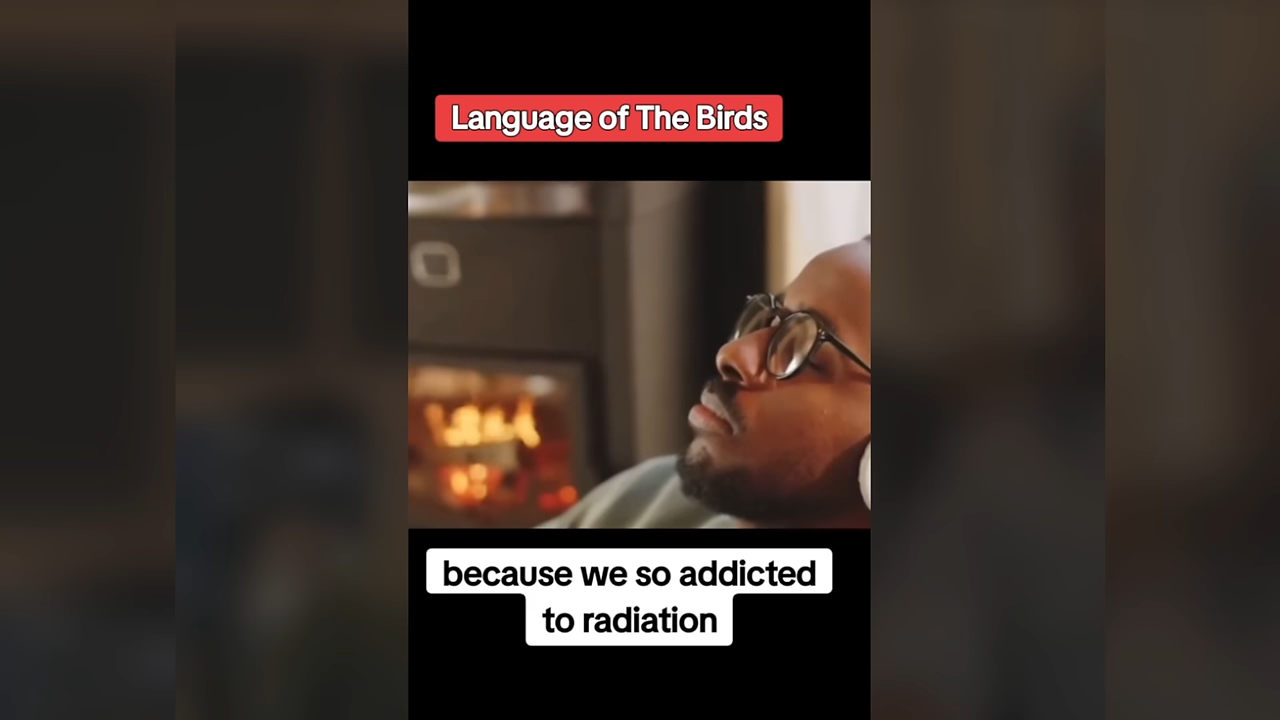 Language of The Birds
because we so addicted
to radiation